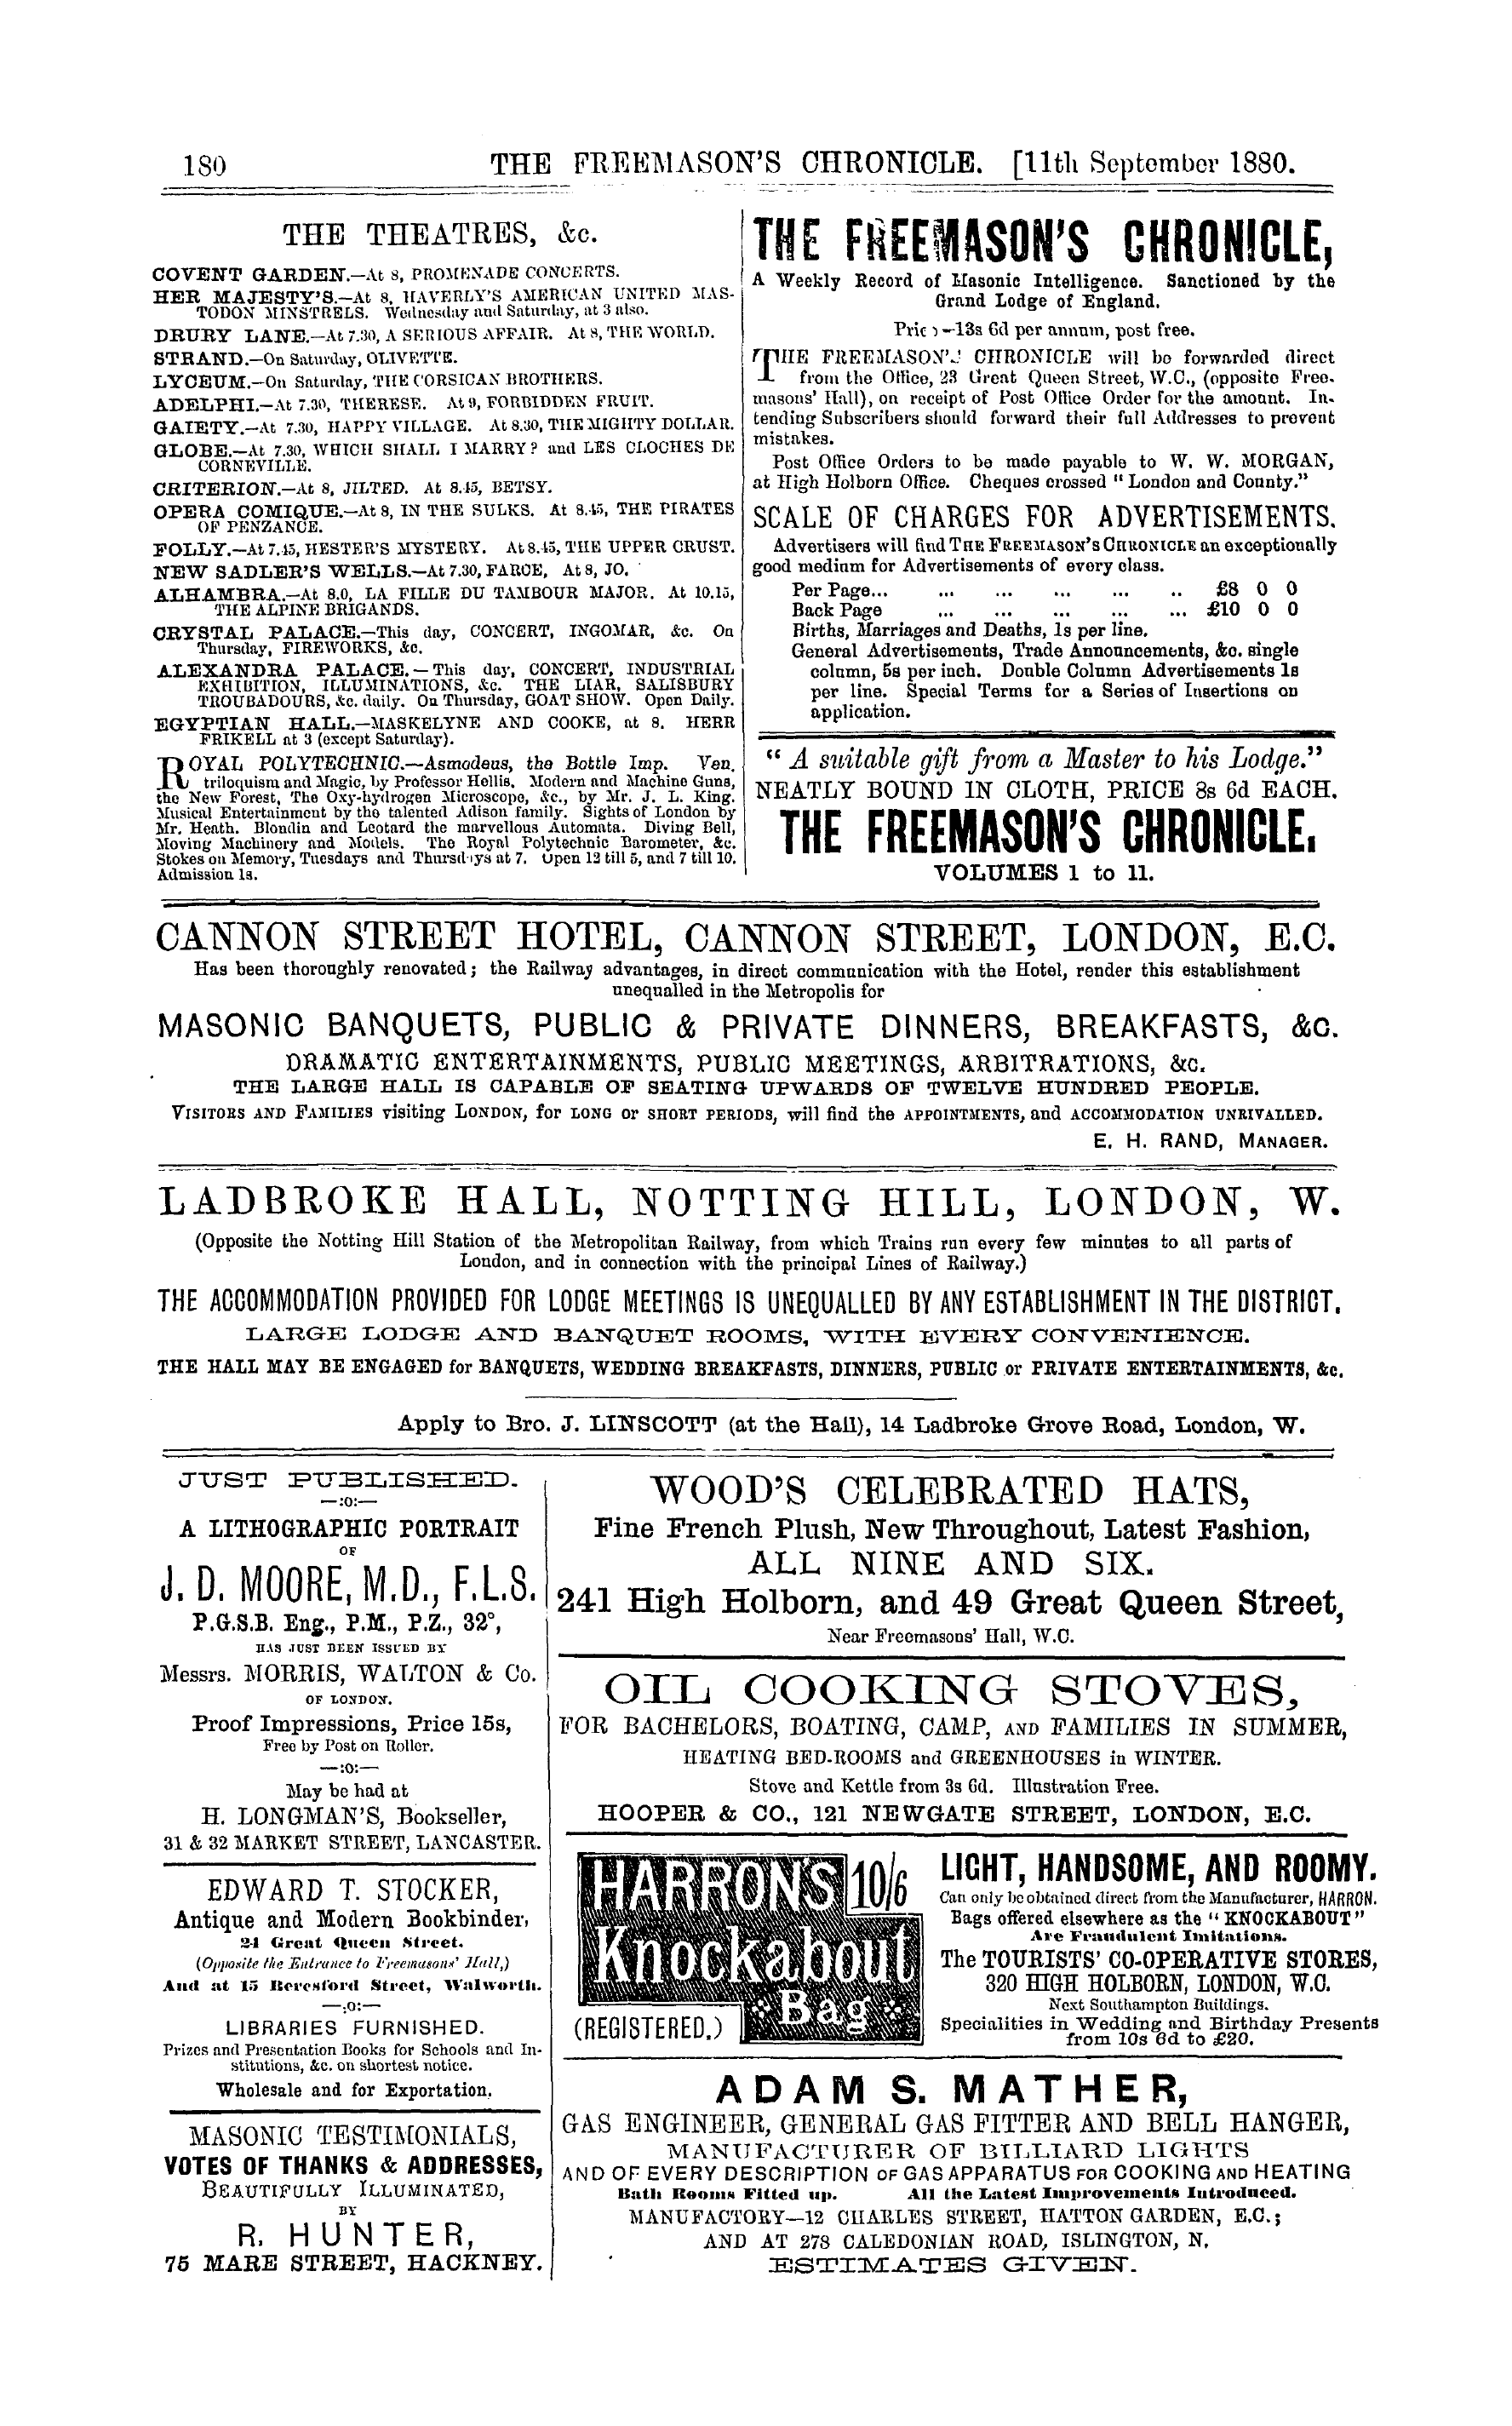 180 THE FREEMASON'S CHRONICLE. [11th September 1880.
THE THEATRES, &c.
COVENT GARDEN.—At 8, PROMENADE CONCERTS.
HER MAJESTY'S.—At 8, HAVERLY'S AMERICAN UNITED MAS-
TODON MINSTRELS. Wednesday and Saturday, at 3 also.
DRURY LANE.—At 7.30, A SERIOUS AFFAIR. At 8, THE WORLD.
STRAND.—On Saturday, OLIVETTE.
LYCEUM.—On Saturday, THE CORSICAN BROTHERS.
ADELPHI.—At 7.30, THERESE. At 9, FORBIDDEN FRUIT.
GAIETY.—At 7.30, HAPPY VILLAGE. At 8.30, THE MIGHTY DOLLAR.
GLOBE.—At 7.30, WHICH SHALL I MARRY? and LES CLOCHES DE
CORNEVILLE.
CRITERION.—At 8, JILTED. At 8.45, BETSY.
OPERA COMIQUE.—At 8, IN THE SULKS. At 8.45, THE PIRATES
OF PENZANCE.
FOLLY.—At 7.45, HESTER'S MYSTERY. At 8.45, THE UPPER CRUST.
NEW SADLER'S WELLS.—At 7.30, FARCE, At 8, JO.
ALHAMBRA.—At 8.0, LA FILLE DU TAMBOUR MAJOR. At 10.15,
THE ALPINE BRIGANDS.
CRYSTAL PALACE.—This day, CONCERT, INGOMAR, &c. On
Thursday, FIREWORKS, &c.
ALEXANDRA PALACE.—This day, CONCERT, INDUSTRIAL
EXHIBITION, ILLUMINATIONS, &c. THE LIAR, SALISBURY
TROUBADOURS, &c. daily. On Thursday, GOAT SHOW. Open Daily.
EGYPTIAN HALL.—MASKELYNE AND COOKE, at 8. HERR
FRIKELL at 3 (except Saturday).
ROYAL POLYTECHNIC.—Asmodeus, the Bottle Imp. Ven.
triloquism and Magic, by Professor Hellis. Modern and Machine Guns,
the New Forest, The Oxy-hydrogen Microscope, &c., by Mr. J. L. King.
Musical Entertainment by the talented Adison family. Sights of London by
Mr. Heath. Blondin and Leotard the marvellous Automata. Diving Bell,
Moving Machinery and Models. The Royal Polytechnic Barometer, &c.
Stokes on Memory, Tuesdays and Thursdays at 7. Open 12 till 5, and 7 till 10.
Admission 1s.
THE FREEMASON'S CHRONICLE,
A Weekly Record of Masonic Intelligence. Sanctioned by the
Grand Lodge of England.
Price—13s 6d per annum, post free.
THE FREEMASON'S CHRONICLE will be forwarded direct
from the Office, 23 Great Queen Street, W.C., (opposite Free-
masons' Hall), on receipt of Post Office Order for the amount. In-
tending Subscribers should forward their full Addresses to prevent
mistakes.
Post Office Orders to be made payable to W. W. MORGAN,
at High Holborn Office. Cheques crossed "London and County."
SCALE OF CHARGES FOR ADVERTISEMENTS.
Advertisers will find THE FREEMASON'S CHRONICLE an exceptionally
good medium for Advertisements of every class.
Per Page... ... ... ... ... .. £8 0 0
Back Page ... ... ... ... ... £10 0 0
Births, Marriages and Deaths, 1s per line.
General Advertisements, Trade Announcements, &c. single
column, 5s per inch. Double Column Advertisements 1s
per line. Special Terms for a Series of Insertions on
application.
"A suitable gift from a Master to his Lodge."
NEATLY BOUND IN CLOTH, PRICE 8s 6d EACH.
THE FREEMASON'S CHRONICLE.
VOLUMES 1 to 11.
CANNON STREET HOTEL, CANNON STREET, LONDON, E.C.
Has been thoroughly renovated; the Railway advantages, in direct communication with the Hotel, render this establishment
unequalled in the Metropolis for
MASONIC BANQUETS, PUBLIC & PRIVATE DINNERS, BREAKFASTS, &c.
DRAMATIC ENTERTAINMENTS, PUBLIC MEETINGS, ARBITRATIONS, &c.
THE LARGE HALL IS CAPABLE OF SEATING UPWARDS OF TWELVE HUNDRED PEOPLE.
VISITORS AND FAMILIES visiting LONDON, for LONG or SHORT PERIODS, will find the APPOINTMENTS, and ACCOMMODATION UNRIVALLED.
E. H. RAND, MANAGER.
LADBROKE HALL, NOTTING HILL, LONDON, W.
(Opposite the Notting Hill Station of the Metropolitan Railway, from which Trains run every few minutes to all parts of
London, and in connection with the principal Lines of Railway.)
THE ACCOMMODATION PROVIDED FOR LODGE MEETINGS IS UNEQUALLED BY ANY ESTABLISHMENT IN THE DISTRICT.
LARGE LODGE AND BANQUET ROOMS, WITH EVERY CONVENIENCE.
THE HALL MAY BE ENGAGED for BANQUETS, WEDDING BREAKFASTS, DINNERS, PUBLIC or PRIVATE ENTERTAINMENTS, &c.
Apply to Bro. J. LINSCOTT (at the Hall), 14 Ladbroke Grove Road, London, W.
JUST PUBLISHED.
—:o:—
A LITHOGRAPHIC PORTRAIT
OF
J. D. MOORE, M.D., F.L.S.
P.G.S.B. Eng., P.M., P.Z., 32°,
HAS JUST BEEN ISSUED BY
Messrs. MORRIS, WALTON & Co.
OF LONDON.
Proof Impressions, Price 15s,
Free by Post on Roller.
—:o:—
May be had at
H. LONGMAN'S, Bookseller,
31 & 32 MARKET STREET, LANCASTER.
EDWARD T. STOCKER,
Antique and Modern Bookbinder,
24 Great Queen Street.
(Opposite the Entrance to Freemasons' Hall,)
And at 15 Beresford Street, Walworth.
—:o:—
LIBRARIES FURNISHED.
Prizes and Presentation Books for Schools and In-
stitutions, &c. on shortest notice.
Wholesale and for Exportation.
MASONIC TESTIMONIALS,
VOTES OF THANKS & ADDRESSES,
BEAUTIFULLY ILLUMINATED,
BY
R. HUNTER,
75 MARE STREET, HACKNEY.
WOOD'S CELEBRATED HATS,
Fine French Plush, New Throughout, Latest Fashion,
ALL NINE AND SIX.
241 High Holborn, and 49 Great Queen Street,
Near Freemasons' Hall, W.C.
OIL COOKING STOVES,
FOR BACHELORS, BOATING, CAMP, AND FAMILIES IN SUMMER,
HEATING BED-ROOMS and GREENHOUSES in WINTER.
Stove and Kettle from 3s 6d. Illustration Free.
HOOPER & CO., 121 NEWGATE STREET, LONDON, E.C.
HARRON'S 10/6
Knockabout
Bag
(REGISTERED.)
LIGHT, HANDSOME, AND ROOMY.
Can only be obtained direct from the Manufacturer, HARRON.
Bags offered elsewhere as the "KNOCKABOUT"
Are Fraudulent Imitations.
The TOURISTS' CO-OPERATIVE STORES,
320 HIGH HOLBORN, LONDON, W.C.
Next Southampton Buildings.
Specialities in Wedding and Birthday Presents
from 10s 6d to £20.
ADAM S. MATHER,
GAS ENGINEER, GENERAL GAS FITTER AND BELL HANGER,
MANUFACTURER OF BILLIARD LIGHTS
AND OF EVERY DESCRIPTION OF GAS APPARATUS FOR COOKING AND HEATING
Bath Rooms Fitted up. All the Latest Improvements Introduced.
MANUFACTORY—12 CHARLES STREET, HATTON GARDEN, E.C.;
AND AT 278 CALEDONIAN ROAD, ISLINGTON, N.
ESTIMATES GIVEN.